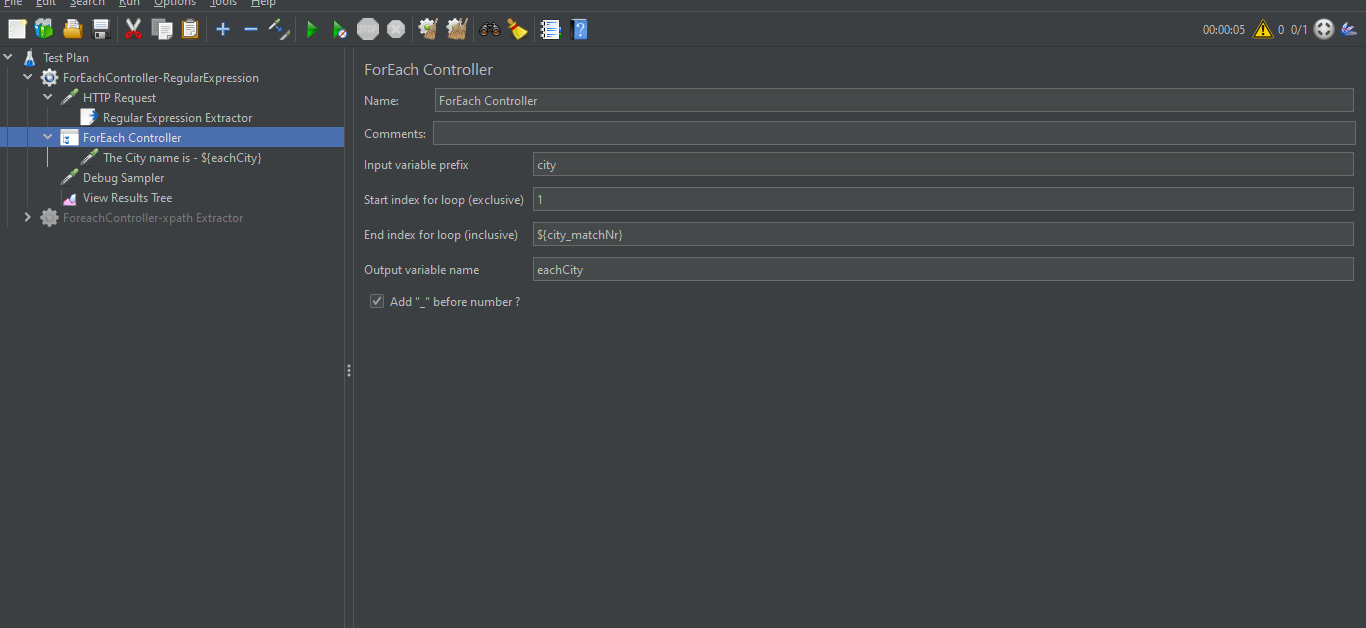 File Edit Search Run Options Tools Help
00:00:05 0 0/1
Test Plan
ForEachController-RegularExpression
HTTP Request
Regular Expression Extractor
ForEach Controller
The City name is - ${eachCity}
Debug Sampler
View Results Tree
ForeachController-xpath Extractor
ForEach Controller
Name: ForEach Controller
Comments:
Input variable prefix city
Start index for loop (exclusive) 1
End index for loop (inclusive) ${city_matchNr}
Output variable name eachCity
Add "_" before number ?